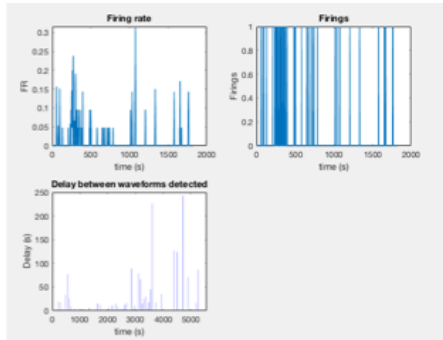 Firing rate
FR
0.3
0.25
0.2
0.15
0.1
0.05
0
0 500 1000 1500 2000
time (s)
Firings
Firings
1
0.8
0.6
0.4
0.2
0
0 500 1000 1500 2000
time (s)
Delay between waveforms detected
Delay (s)
250
200
150
100
50
0
0 1000 2000 3000 4000 5000
time (s)